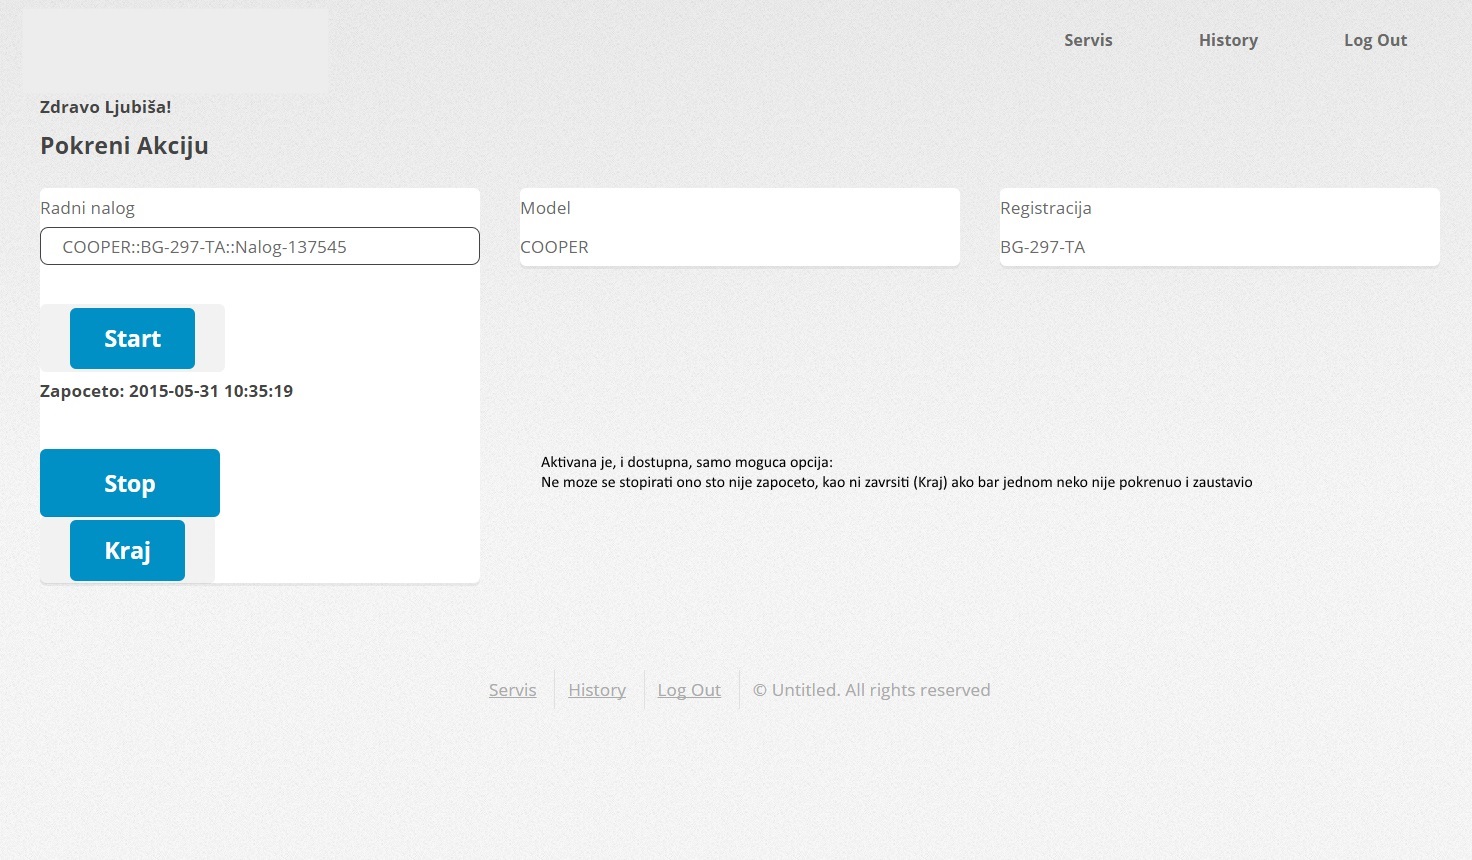 Servis History Log Out
Zdravo Ljubiša!
Pokreni Akciju
Radni nalog
COOPER::BG-297-TA::Nalog-137545
Model
COOPER
Registracija
BG-297-TA
Start
Zapoceto: 2015-05-31 10:35:19
Stop
Kraj
Aktivana je, i dostupna, samo moguca opcija:
Ne moze se stopirati ono sto nije zapoceto, kao ni zavrsiti (Kraj) ako bar jednom neko nije pokrenuo i zaustavio
Servis History Log Out © Untitled. All rights reserved